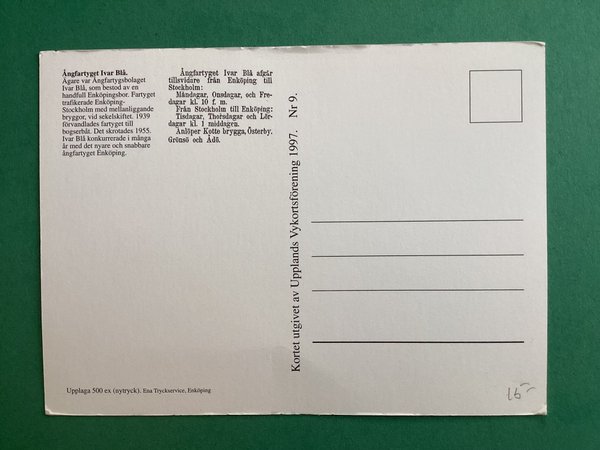 Ångfartyget Ivar Blå.
Ägare var Ångfartygsbolaget
Ivar Blå, som bestod av en
handfull Enköpingsbor. Fartyget
trafikerade Enköping-
Stockholm med mellanliggande
bryggor, vid sekelskiftet. 1939
förvandlades fartyget till
bogserbåt. Det skrotades 1955.
Ivar Blå konkurrerade i många
år med det nyare och snabbare
ångfartyget Enköping.
Ångfartyget Ivar Blå afgår
tillsvidare från Enköping till
Stockholm:
Måndagar, Onsdagar, och Fre-
dagar kl. 10 f. m.
Från Stockholm till Enköping:
Tisdagar, Thorsdagar och Lör-
dagar kl. 1 middagen.
Anlöper Kotte brygga, Österby,
Grönsö och Ådö.
Kortet utgivet av Upplands Vykortsförening 1997. Nr 9.
Upplaga 500 ex (nytryck). Ena Tryckservice, Enköping
15-